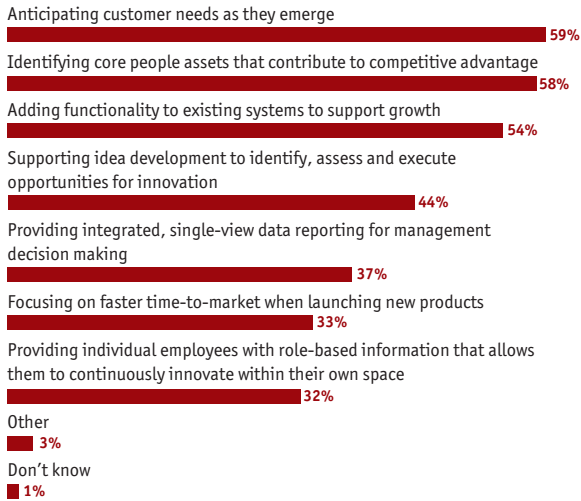 Anticipating customer needs as they emerge
59%
Identifying core people assets that contribute to competitive advantage
58%
Adding functionality to existing systems to support growth
54%
Supporting idea development to identify, assess and execute
opportunities for innovation
44%
Providing integrated, single-view data reporting for management
decision making
37%
Focusing on faster time-to-market when launching new products
33%
Providing individual employees with role-based information that allows
them to continuously innovate within their own space
32%
Other
3%
Don’t know
1%